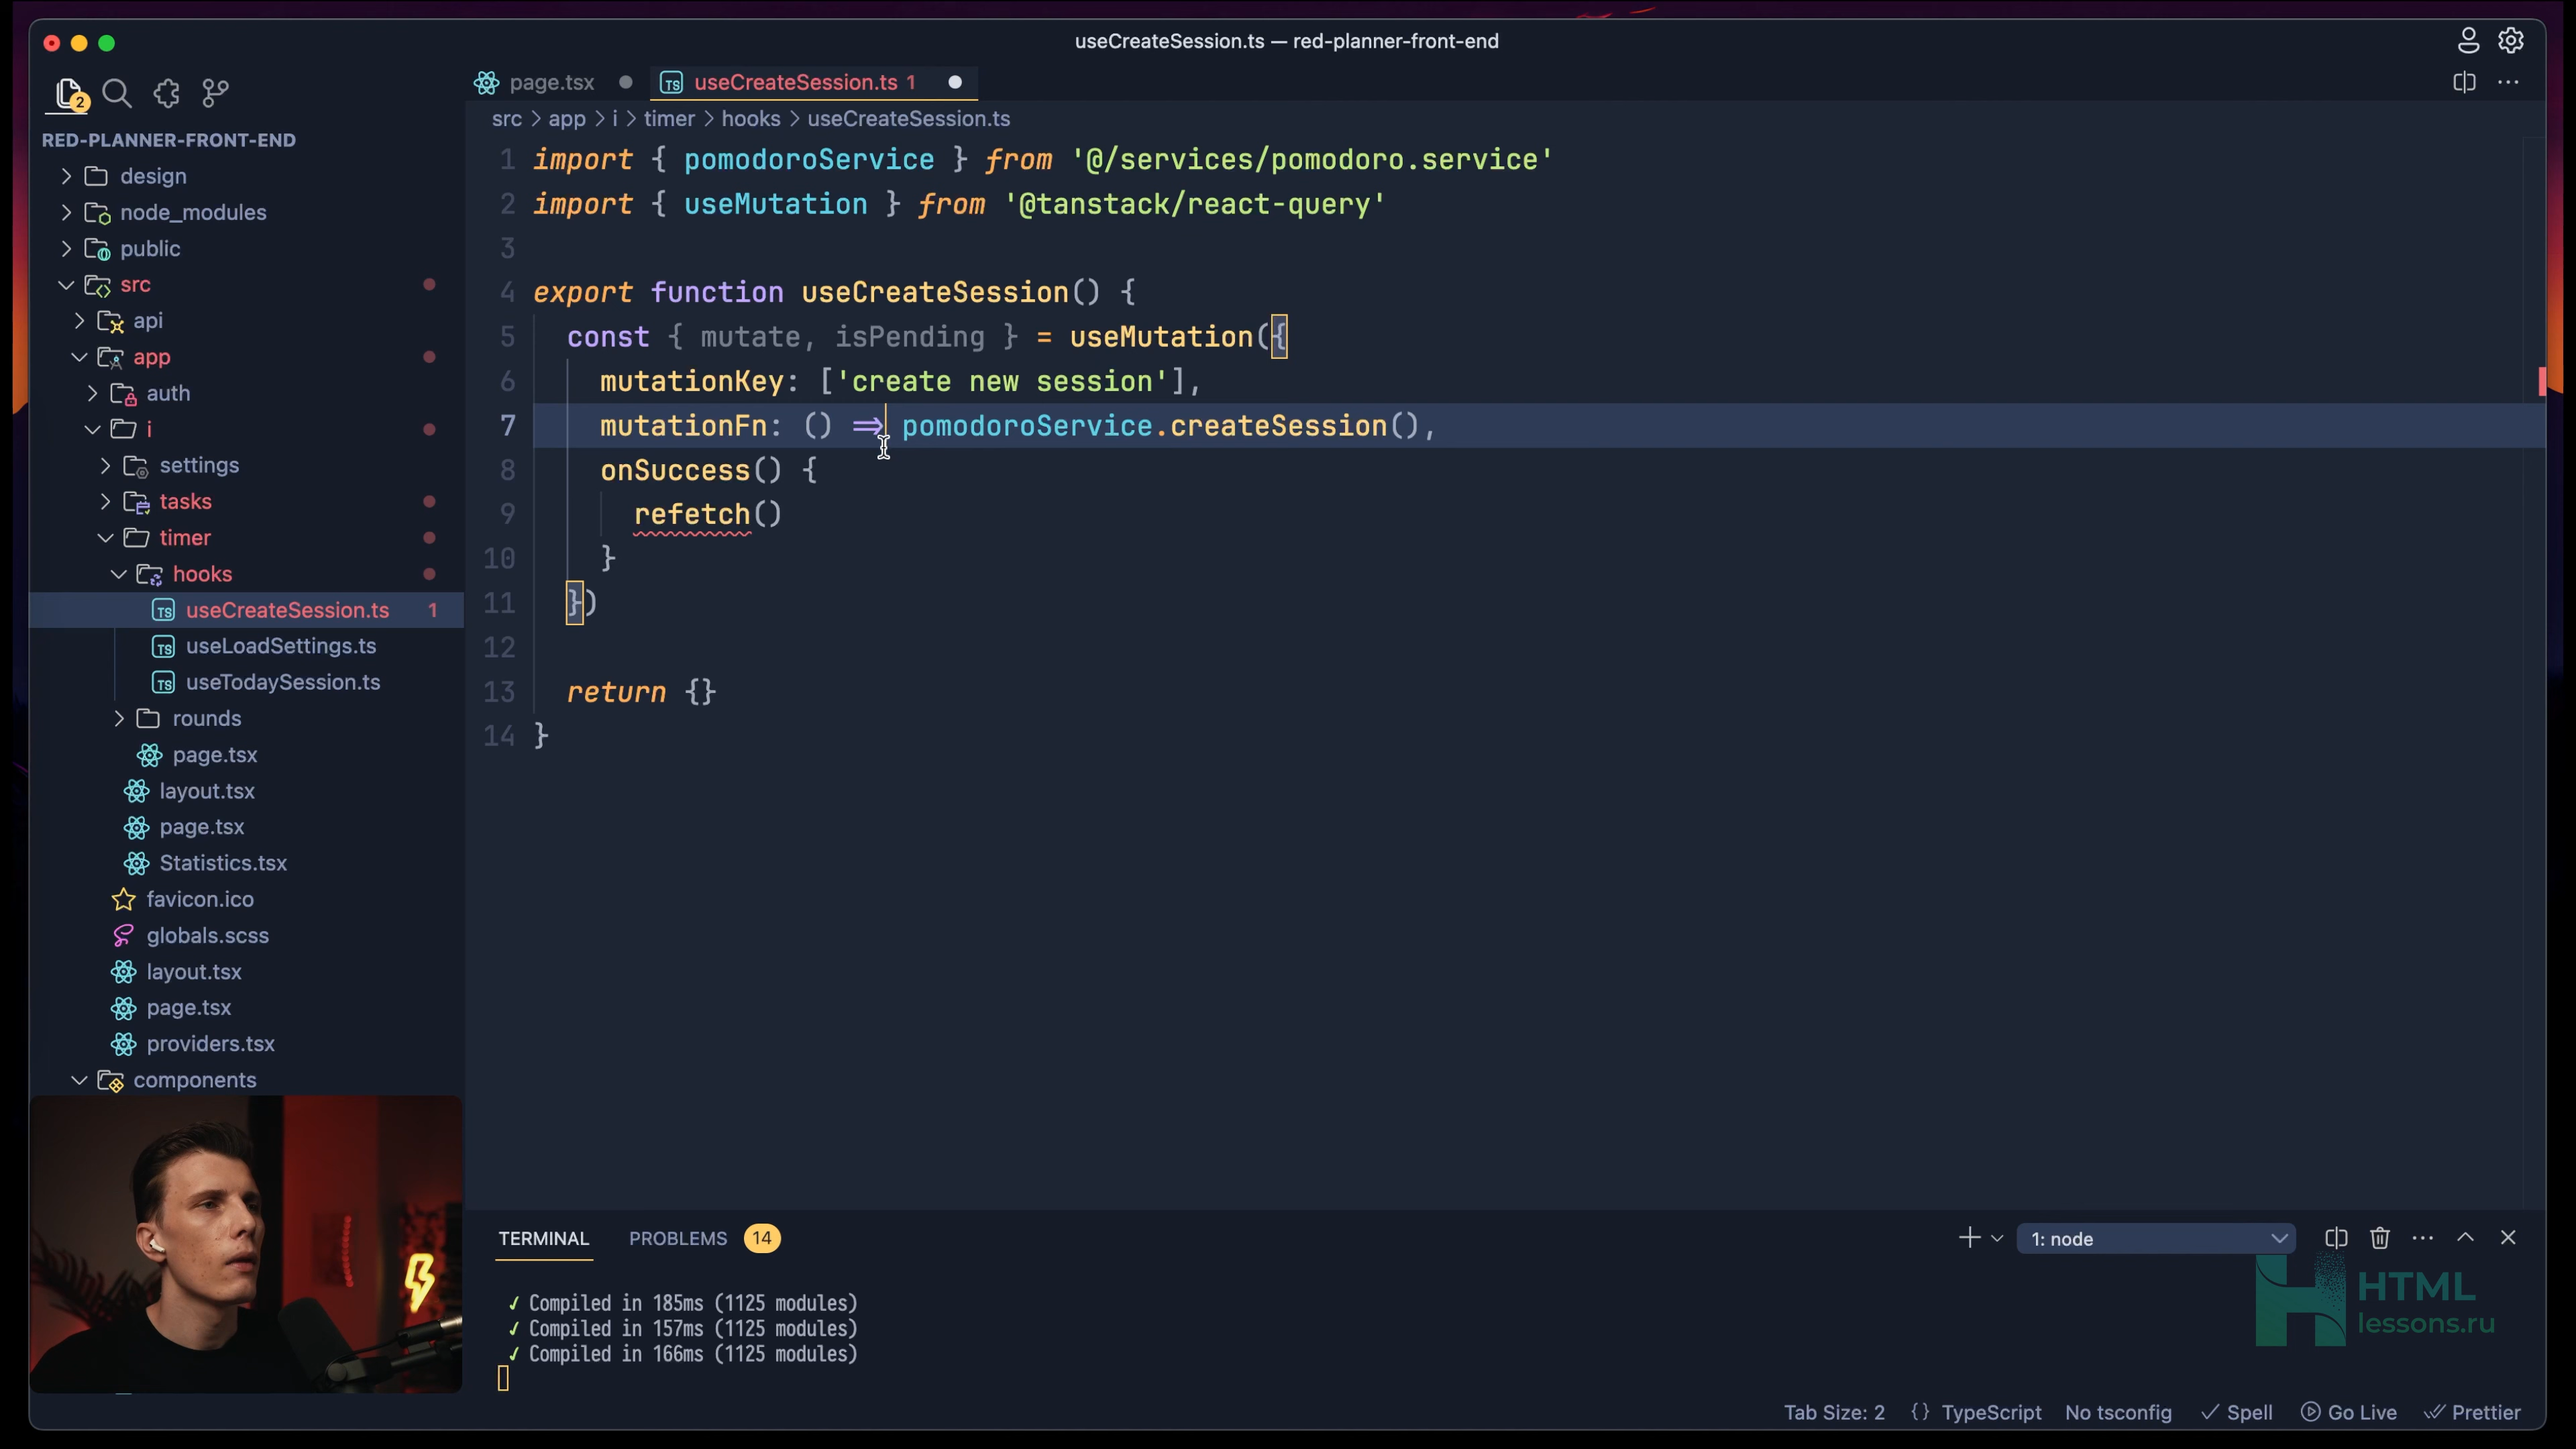 useCreateSession.ts — red-planner-front-end
2
page.tsx
TS useCreateSession.ts 1
src > app > i > timer > hooks > useCreateSession.ts
RED-PLANNER-FRONT-END
design
node_modules
public
src
api
app
auth
i
settings
tasks
timer
hooks
TS useCreateSession.ts 1
TS useLoadSettings.ts
TS useTodaySession.ts
rounds
page.tsx
layout.tsx
page.tsx
Statistics.tsx
favicon.ico
globals.scss
layout.tsx
page.tsx
providers.tsx
components
1 import { pomodoroService } from '@/services/pomodoro.service'
2 import { useMutation } from '@tanstack/react-query'
3
4 export function useCreateSession() {
5 const { mutate, isPending } = useMutation({
6 mutationKey: ['create new session'],
7 mutationFn: () => pomodoroService.createSession(),
8 onSuccess() {
9 refetch()
10 }
11 })
12
13 return {}
14 }
TERMINAL PROBLEMS 14
1: node
✓ Compiled in 185ms (1125 modules)
✓ Compiled in 157ms (1125 modules)
✓ Compiled in 166ms (1125 modules)
HTML
lessons.ru
Tab Size: 2 {} TypeScript No tsconfig ✓ Spell Go Live Prettier